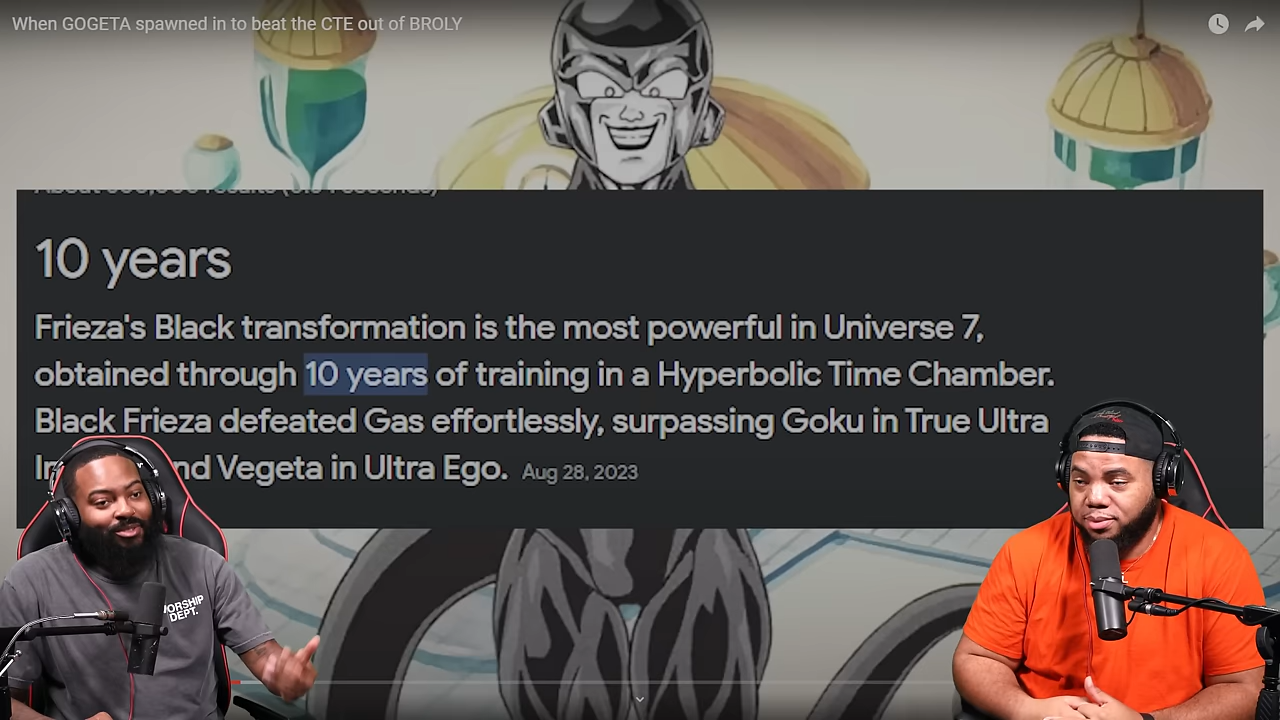 When GOGETA spawned in to beat the CTE out of BROLY
10 years
Frieza's Black transformation is the most powerful in Universe 7,
obtained through 10 years of training in a Hyperbolic Time Chamber.
Black Frieza defeated Gas effortlessly, surpassing Goku in True Ultra
nd Vegeta in Ultra Ego. Aug 28, 2023
WORSHIP
DEPT.